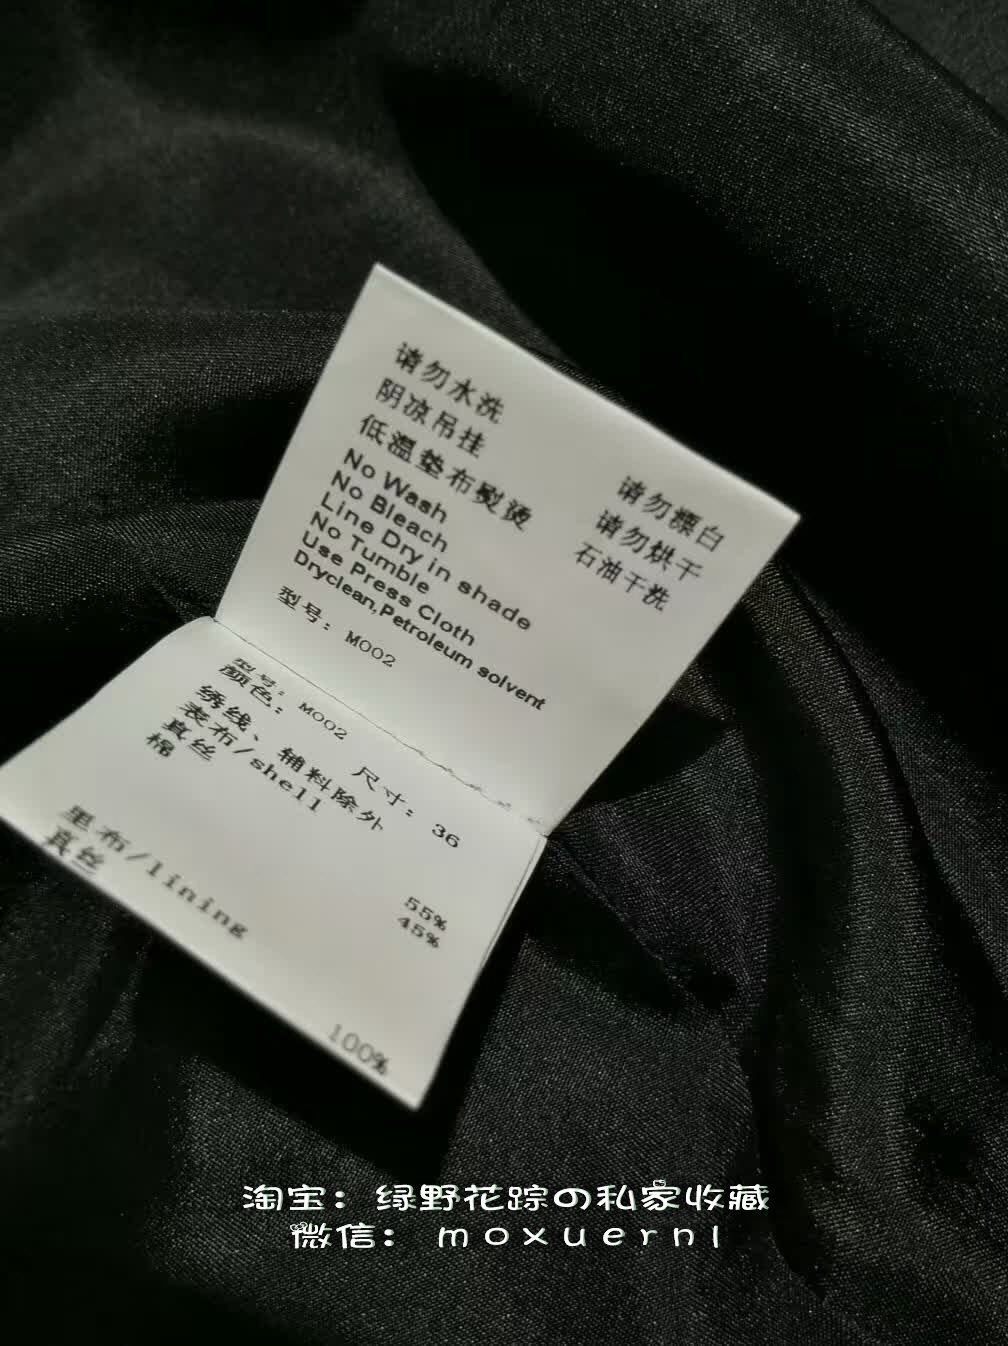 请勿水洗 请勿漂白
阴凉吊挂 请勿烘干
低温垫布熨烫 石油干洗
No Wash
No Bleach
Line Dry in shade
No Tumble
Use Press Cloth
Dryclean,Petroleum solvent
型号: M002
型号: M002
颜色: 尺寸: 36
绣线、辅料除外
表布/shell
真丝 55%
棉 45%
里布/lining
真丝 100%
淘宝: 绿野花踪の私家收藏
微信: moxuernl